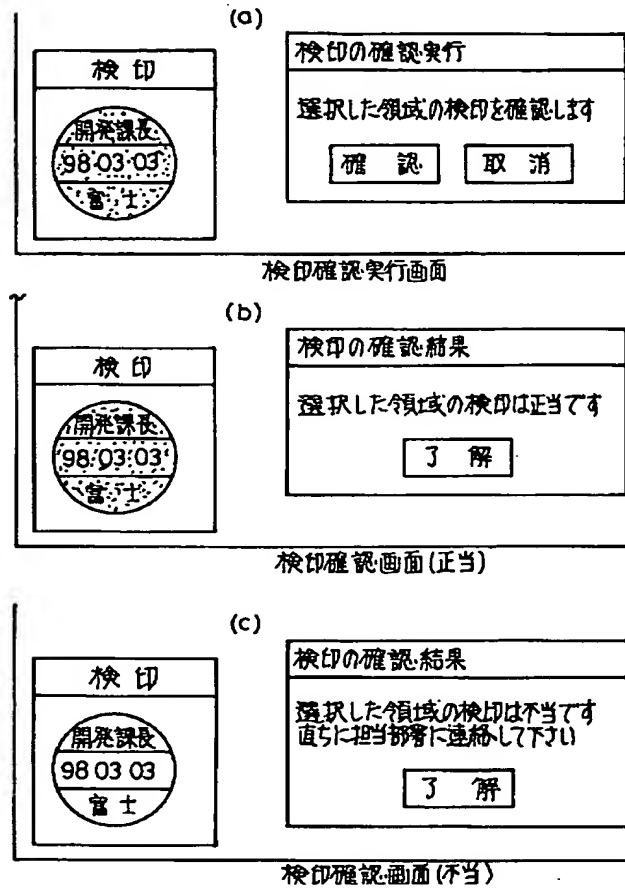 (a)
検印
開発課長
98.03.03
富士
検印の確認実行
選択した領域の検印を確認します
確認 取消
検印確認実行画面
(b)
検印
開発課長
98.03.03
富士
検印の確認結果
選択した領域の検印は正当です
了解
検印確認画面(正当)
(c)
検印
開発課長
98 03 03
富士
検印の確認結果
選択した領域の検印は不当です
直ちに担当部署に連絡して下さい
了解
検印確認画面(不当)